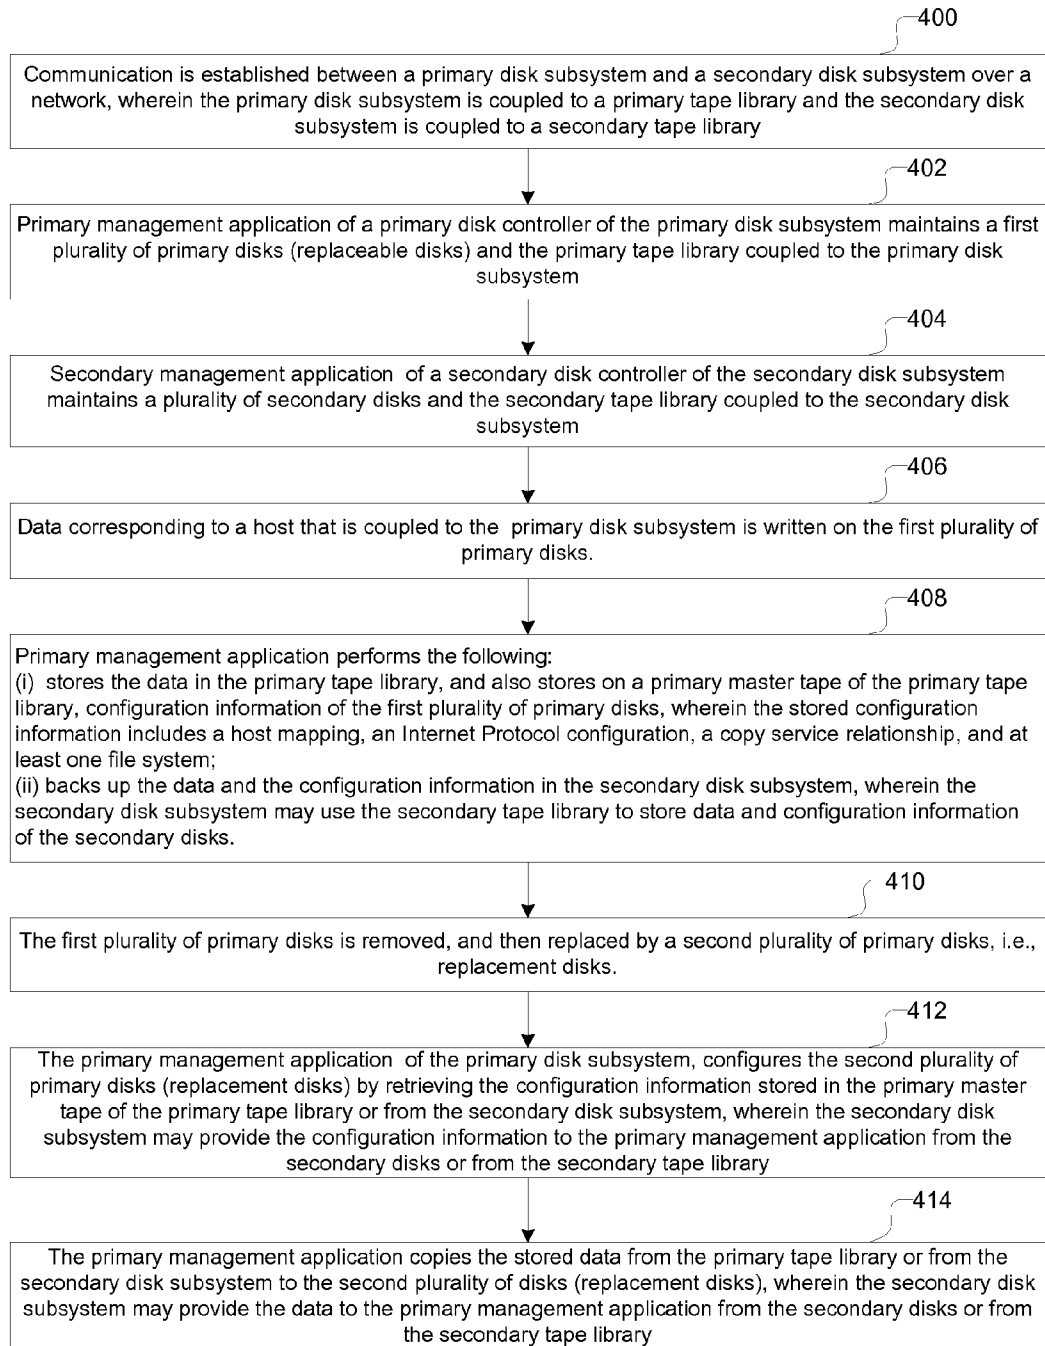 400
Communication is established between a primary disk subsystem and a secondary disk subsystem over a
network, wherein the primary disk subsystem is coupled to a primary tape library and the secondary disk
subsystem is coupled to a secondary tape library
402
Primary management application of a primary disk controller of the primary disk subsystem maintains a first
plurality of primary disks (replaceable disks) and the primary tape library coupled to the primary disk
subsystem
404
Secondary management application of a secondary disk controller of the secondary disk subsystem
maintains a plurality of secondary disks and the secondary tape library coupled to the secondary disk
subsystem
406
Data corresponding to a host that is coupled to the primary disk subsystem is written on the first plurality of
primary disks.
408
Primary management application performs the following:
(i) stores the data in the primary tape library, and also stores on a primary master tape of the primary tape
library, configuration information of the first plurality of primary disks, wherein the stored configuration
information includes a host mapping, an Internet Protocol configuration, a copy service relationship, and at
least one file system;
(ii) backs up the data and the configuration information in the secondary disk subsystem, wherein the
secondary disk subsystem may use the secondary tape library to store data and configuration information
of the secondary disks.
410
The first plurality of primary disks is removed, and then replaced by a second plurality of primary disks, i.e.,
replacement disks.
412
The primary management application of the primary disk subsystem, configures the second plurality of
primary disks (replacement disks) by retrieving the configuration information stored in the primary master
tape of the primary tape library or from the secondary disk subsystem, wherein the secondary disk
subsystem may provide the configuration information to the primary management application from the
secondary disks or from the secondary tape library
414
The primary management application copies the stored data from the primary tape library or from the
secondary disk subsystem to the second plurality of disks (replacement disks), wherein the secondary disk
subsystem may provide the data to the primary management application from the secondary disks or from
the secondary tape library